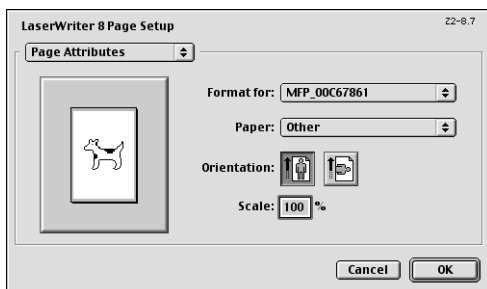 LaserWriter 8 Page Setup
Z2-8.7
Page Attributes
Format for: MFP_00C67861
Paper: Other
Orientation:
Scale: 100 %
Cancel
OK